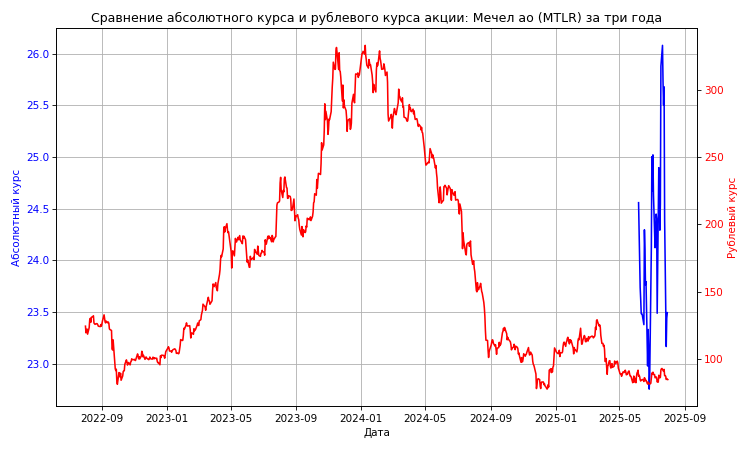 Сравнение абсолютного курса и рублевого курса акции: Мечел ао (MTLR) за три года
Абсолютный курс
26.0
25.5
25.0
24.5
24.0
23.5
23.0
300
250
200
150
100
Рублевый курс
2022-09 2023-01 2023-05 2023-09 2024-01 2024-05 2024-09 2025-01 2025-05 2025-09
Дата